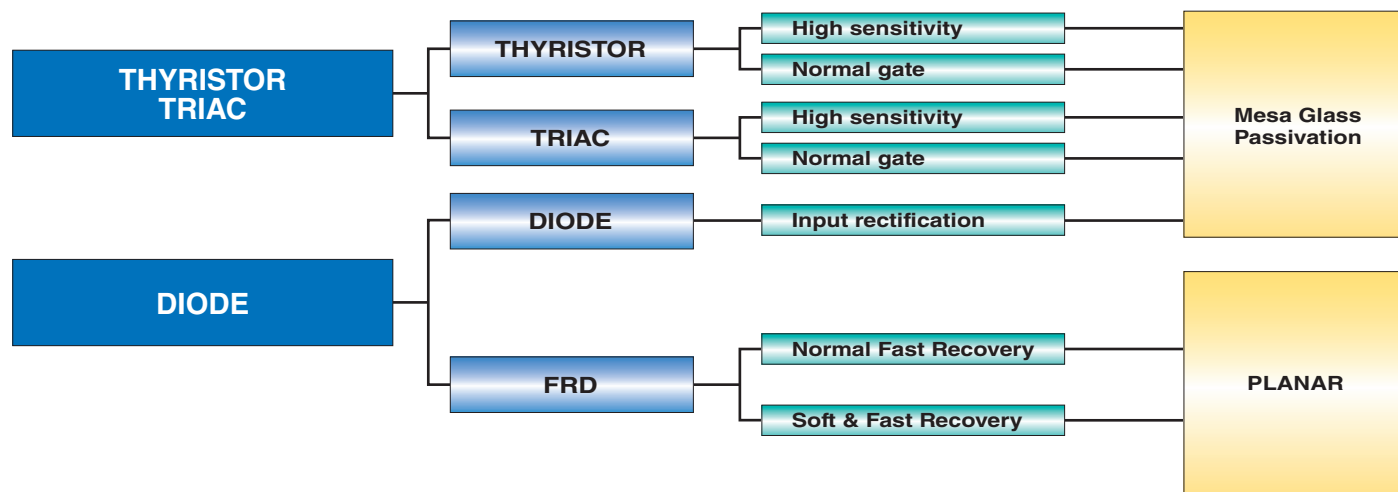 THYRISTOR
TRIAC
THYRISTOR
High sensitivity
Normal gate
TRIAC
High sensitivity
Normal gate
Mesa Glass
Passivation
DIODE
DIODE
Input rectification
FRD
Normal Fast Recovery
Soft & Fast Recovery
PLANAR